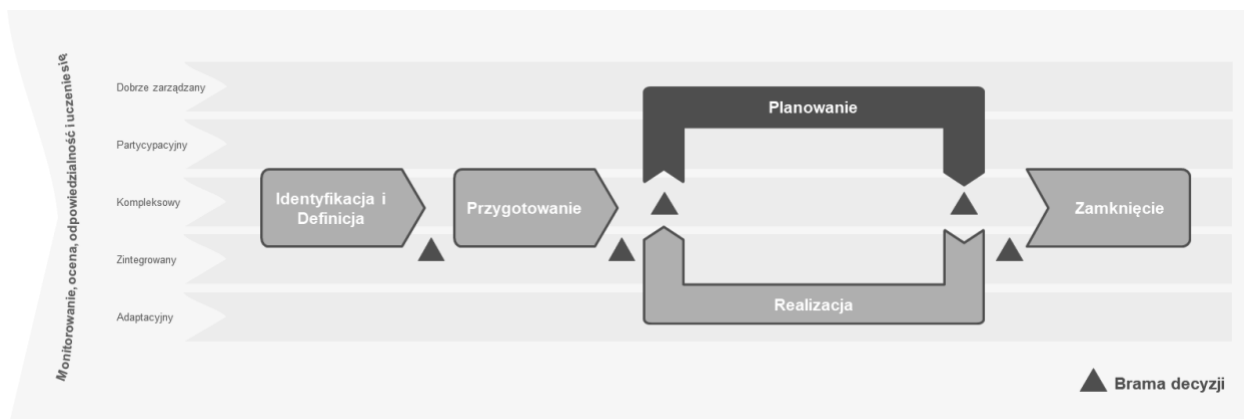 Monitorowanie, ocena, odpowiedzialność i uczenie się
Dobrze zarządzany
Partycypacyjny
Kompleksowy
Zintegrowany
Adaptacyjny
Identyfikacja i
Definicja
Przygotowanie
Planowanie
Realizacja
Zamknięcie
Brama decyzji